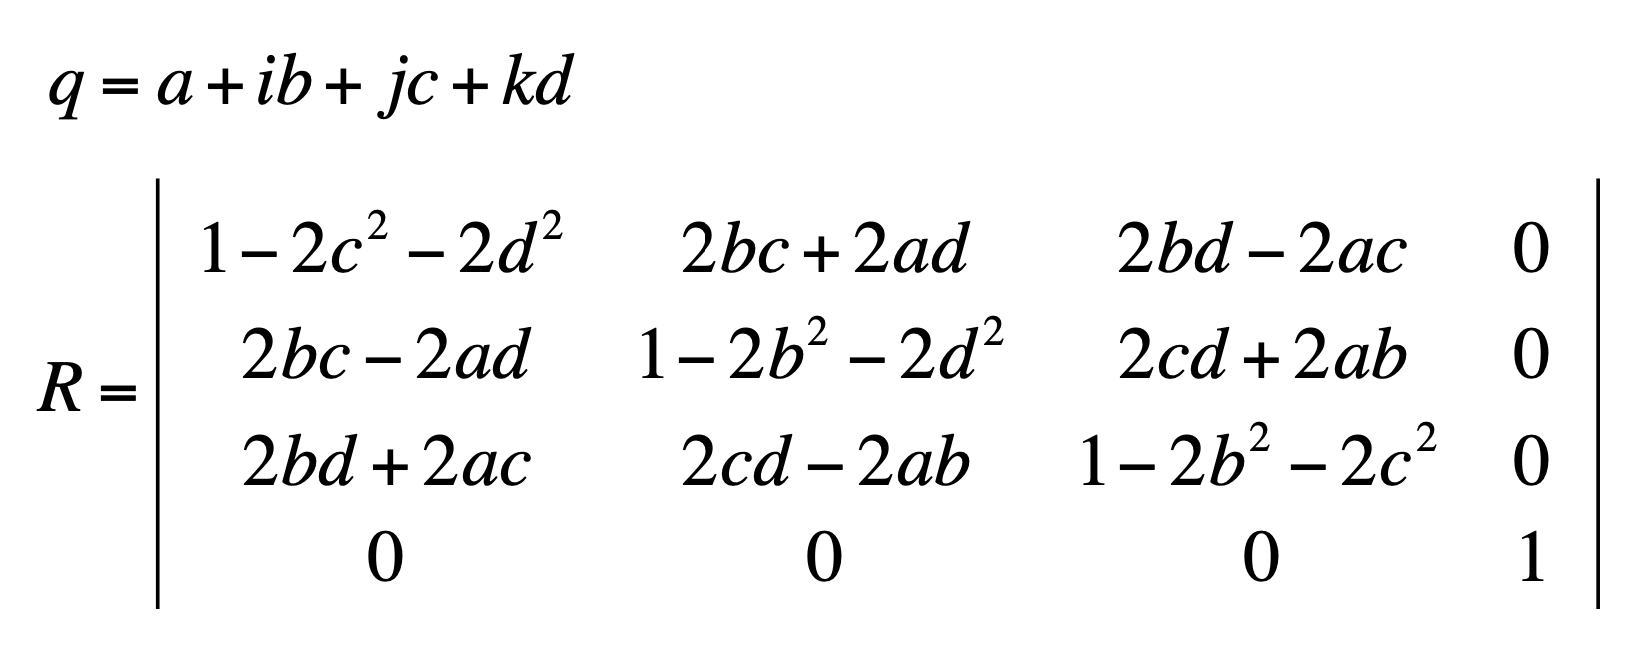 q = a + ib + jc + kd
R = | 1 − 2c² − 2d² 2bc + 2ad 2bd − 2ac 0 |
| 2bc − 2ad 1 − 2b² − 2d² 2cd + 2ab 0 |
| 2bd + 2ac 2cd − 2ab 1 − 2b² − 2c² 0 |
| 0 0 0 1 |